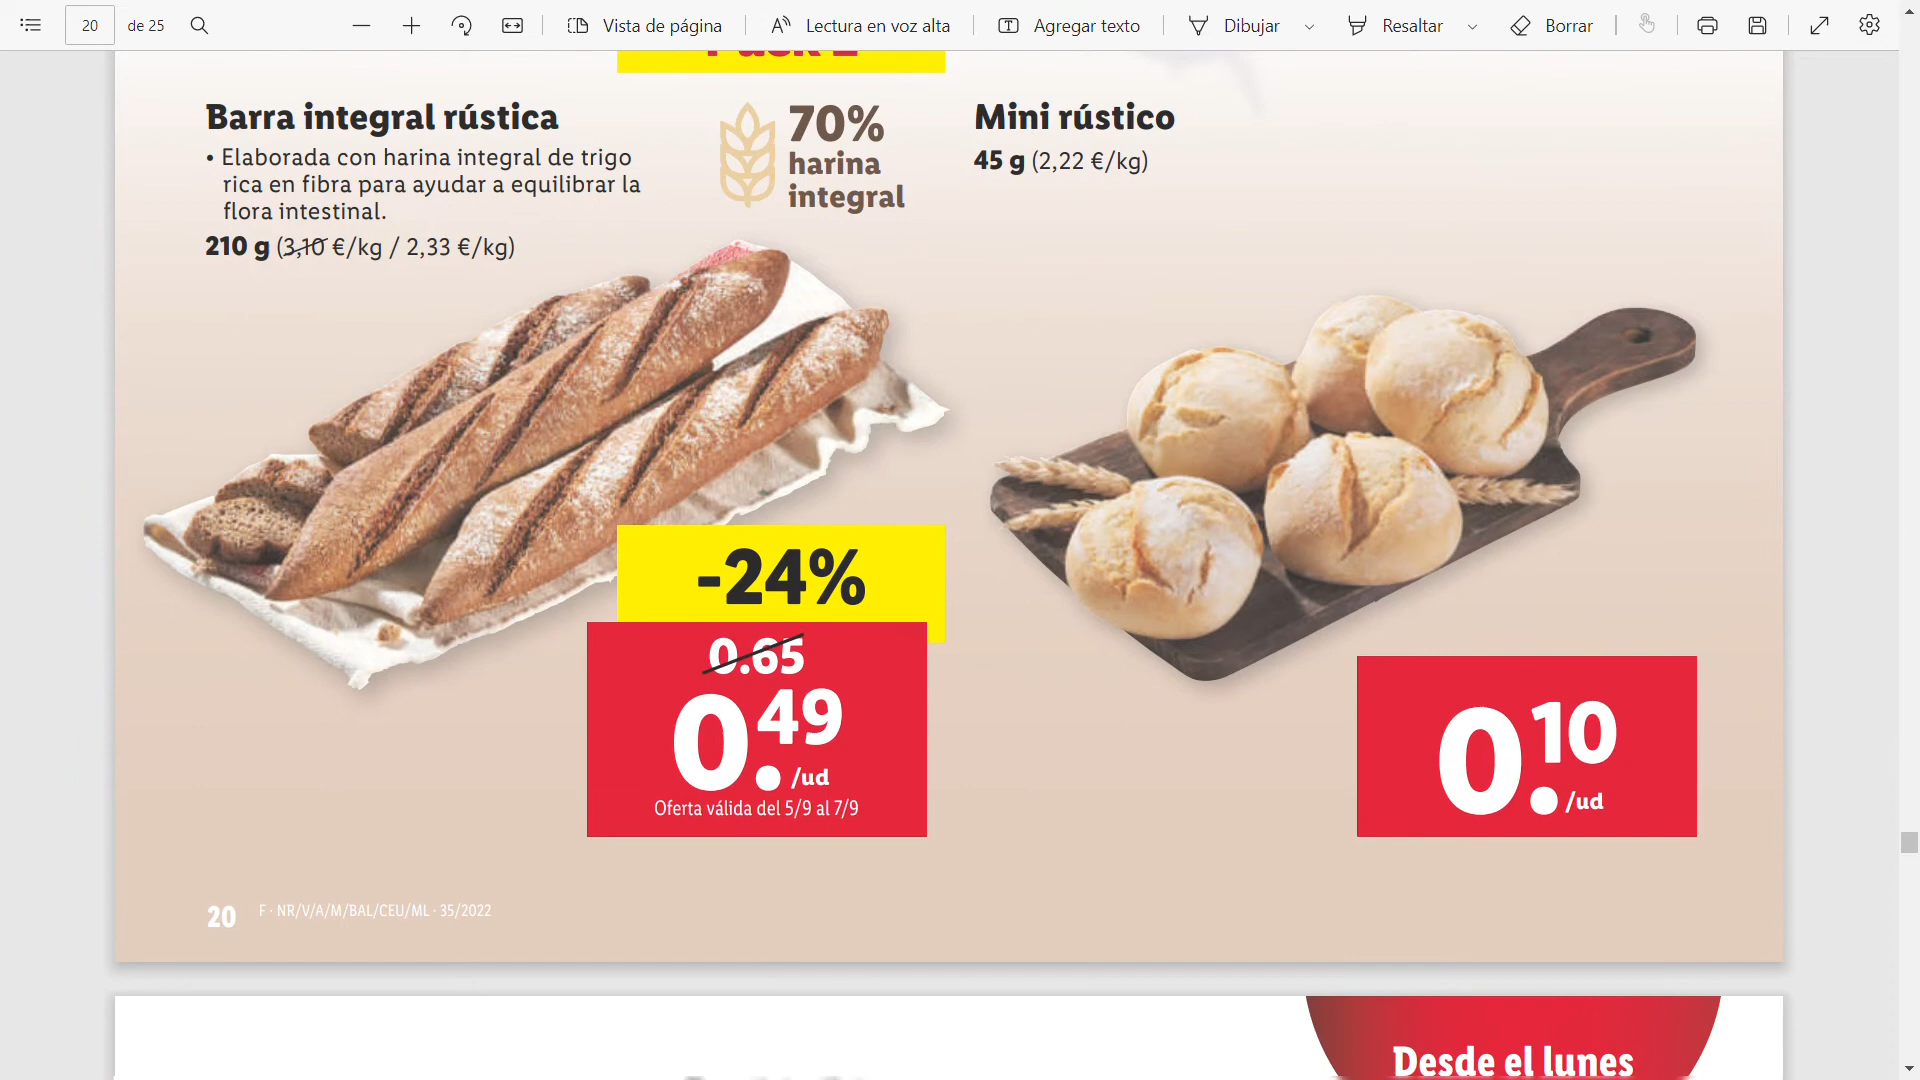 20 de 25 Vista de página Lectura en voz alta Agregar texto Dibujar Resaltar Borrar
Barra integral rústica
• Elaborada con harina integral de trigo
rica en fibra para ayudar a equilibrar la
flora intestinal.
210 g (3,10 €/kg / 2,33 €/kg)
70%
harina
integral
-24%
0.65
0.49
/ud
Oferta válida del 5/9 al 7/9
Mini rústico
45 g (2,22 €/kg)
0.10
/ud
20 F · NR/V/A/M/BAL/CEU/ML · 35/2022
Desde el lunes